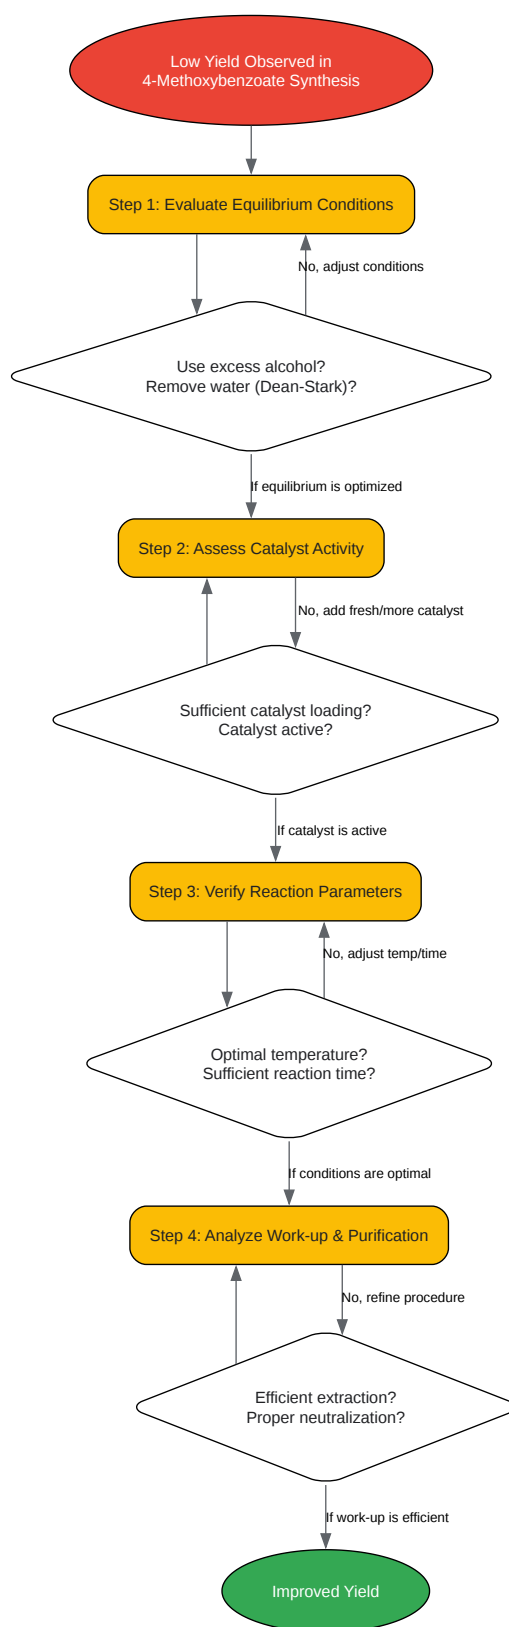 Low Yield Observed in
4-Methoxybenzoate Synthesis
Step 1: Evaluate Equilibrium Conditions
No, adjust conditions
Use excess alcohol?
Remove water (Dean-Stark)?
If equilibrium is optimized
Step 2: Assess Catalyst Activity
No, add fresh/more catalyst
Sufficient catalyst loading?
Catalyst active?
If catalyst is active
Step 3: Verify Reaction Parameters
No, adjust temp/time
Optimal temperature?
Sufficient reaction time?
If conditions are optimal
Step 4: Analyze Work-up & Purification
No, refine procedure
Efficient extraction?
Proper neutralization?
If work-up is efficient
Improved Yield